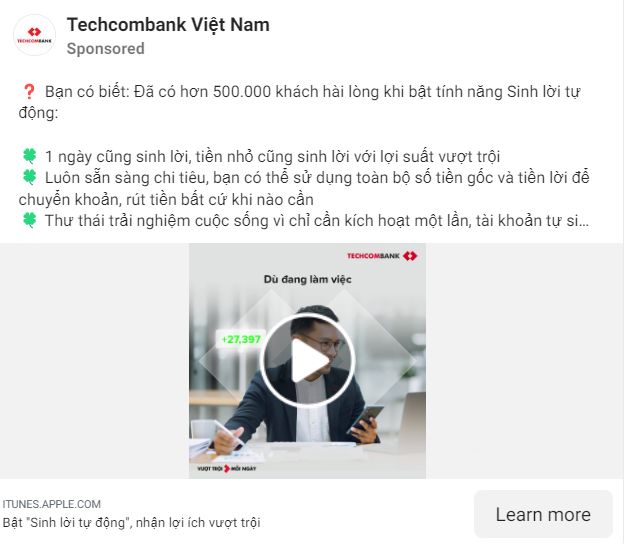 TECHCOMBANK
Techcombank Việt Nam
Sponsored
❓ Bạn có biết: Đã có hơn 500.000 khách hài lòng khi bật tính năng Sinh lời tự
động:
🍀 1 ngày cũng sinh lời, tiền nhỏ cũng sinh lời với lợi suất vượt trội
🍀 Luôn sẵn sàng chi tiêu, bạn có thể sử dụng toàn bộ số tiền gốc và tiền lời để
chuyển khoản, rút tiền bất cứ khi nào cần
🍀 Thư thái trải nghiệm cuộc sống vì chỉ cần kích hoạt một lần, tài khoản tự si...
TECHCOMBANK
Dù đang làm việc
+27,397
VƯỢT TRỘI MỖI NGÀY
ITUNES.APPLE.COM
Bật "Sinh lời tự động", nhận lợi ích vượt trội
Learn more